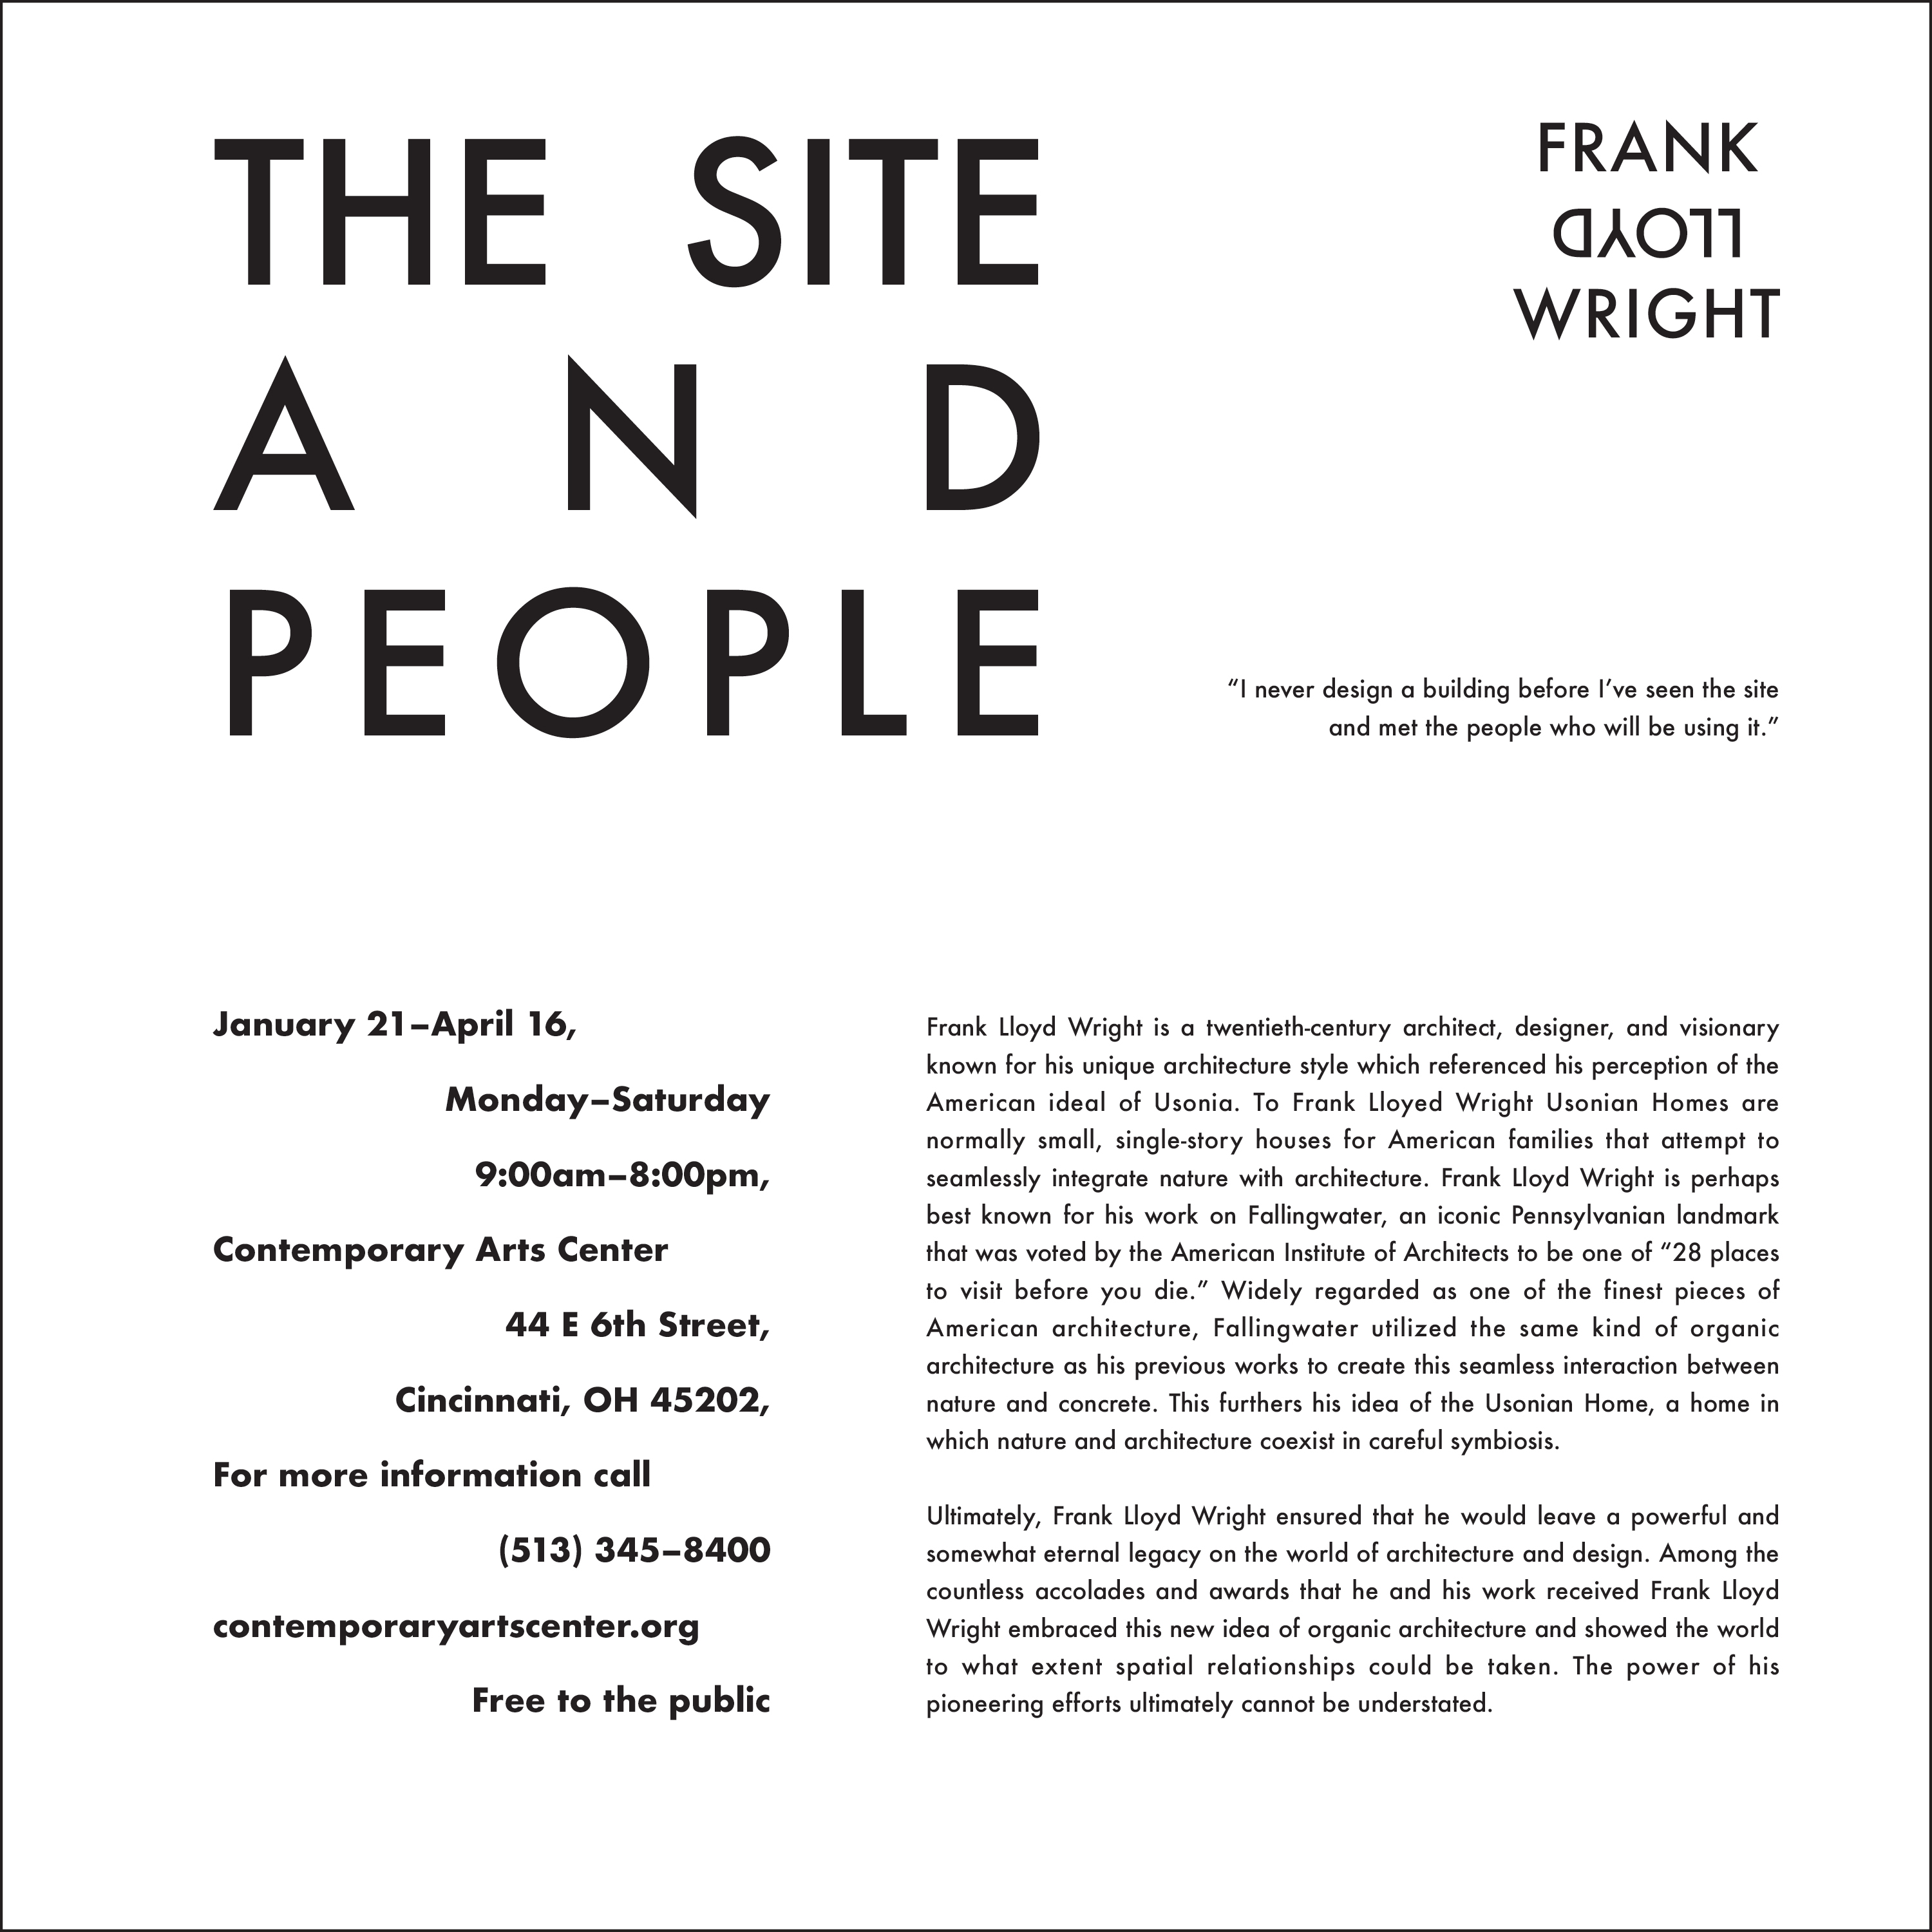 THE SITE
AND
PEOPLE
FRANK
LLOYD
WRIGHT
“I never design a building before I’ve seen the site
and met the people who will be using it.”
January 21–April 16,
Monday–Saturday
9:00am–8:00pm,
Contemporary Arts Center
44 E 6th Street,
Cincinnati, OH 45202,
For more information call
(513) 345–8400
contemporaryartscenter.org
Free to the public
Frank Lloyd Wright is a twentieth-century architect, designer, and visionary
known for his unique architecture style which referenced his perception of the
American ideal of Usonia. To Frank Lloyed Wright Usonian Homes are
normally small, single-story houses for American families that attempt to
seamlessly integrate nature with architecture. Frank Lloyd Wright is perhaps
best known for his work on Fallingwater, an iconic Pennsylvanian landmark
that was voted by the American Institute of Architects to be one of “28 places
to visit before you die.” Widely regarded as one of the finest pieces of
American architecture, Fallingwater utilized the same kind of organic
architecture as his previous works to create this seamless interaction between
nature and concrete. This furthers his idea of the Usonian Home, a home in
which nature and architecture coexist in careful symbiosis.
Ultimately, Frank Lloyd Wright ensured that he would leave a powerful and
somewhat eternal legacy on the world of architecture and design. Among the
countless accolades and awards that he and his work received Frank Lloyd
Wright embraced this new idea of organic architecture and showed the world
to what extent spatial relationships could be taken. The power of his
pioneering efforts ultimately cannot be understated.